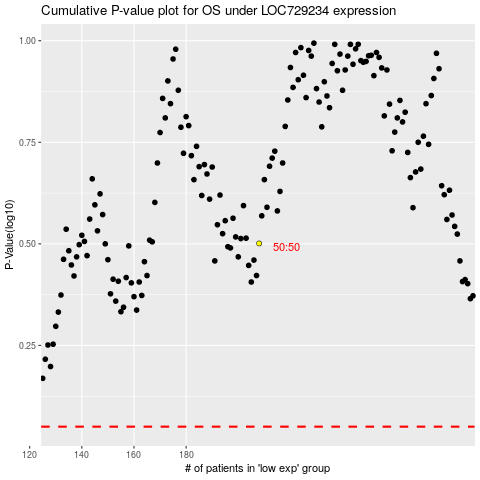 Cumulative P-value plot for OS under LOC729234 expression
P-Value(log10)
1.00
0.75
0.50
0.25
50:50
120 140 160 180
# of patients in 'low exp' group